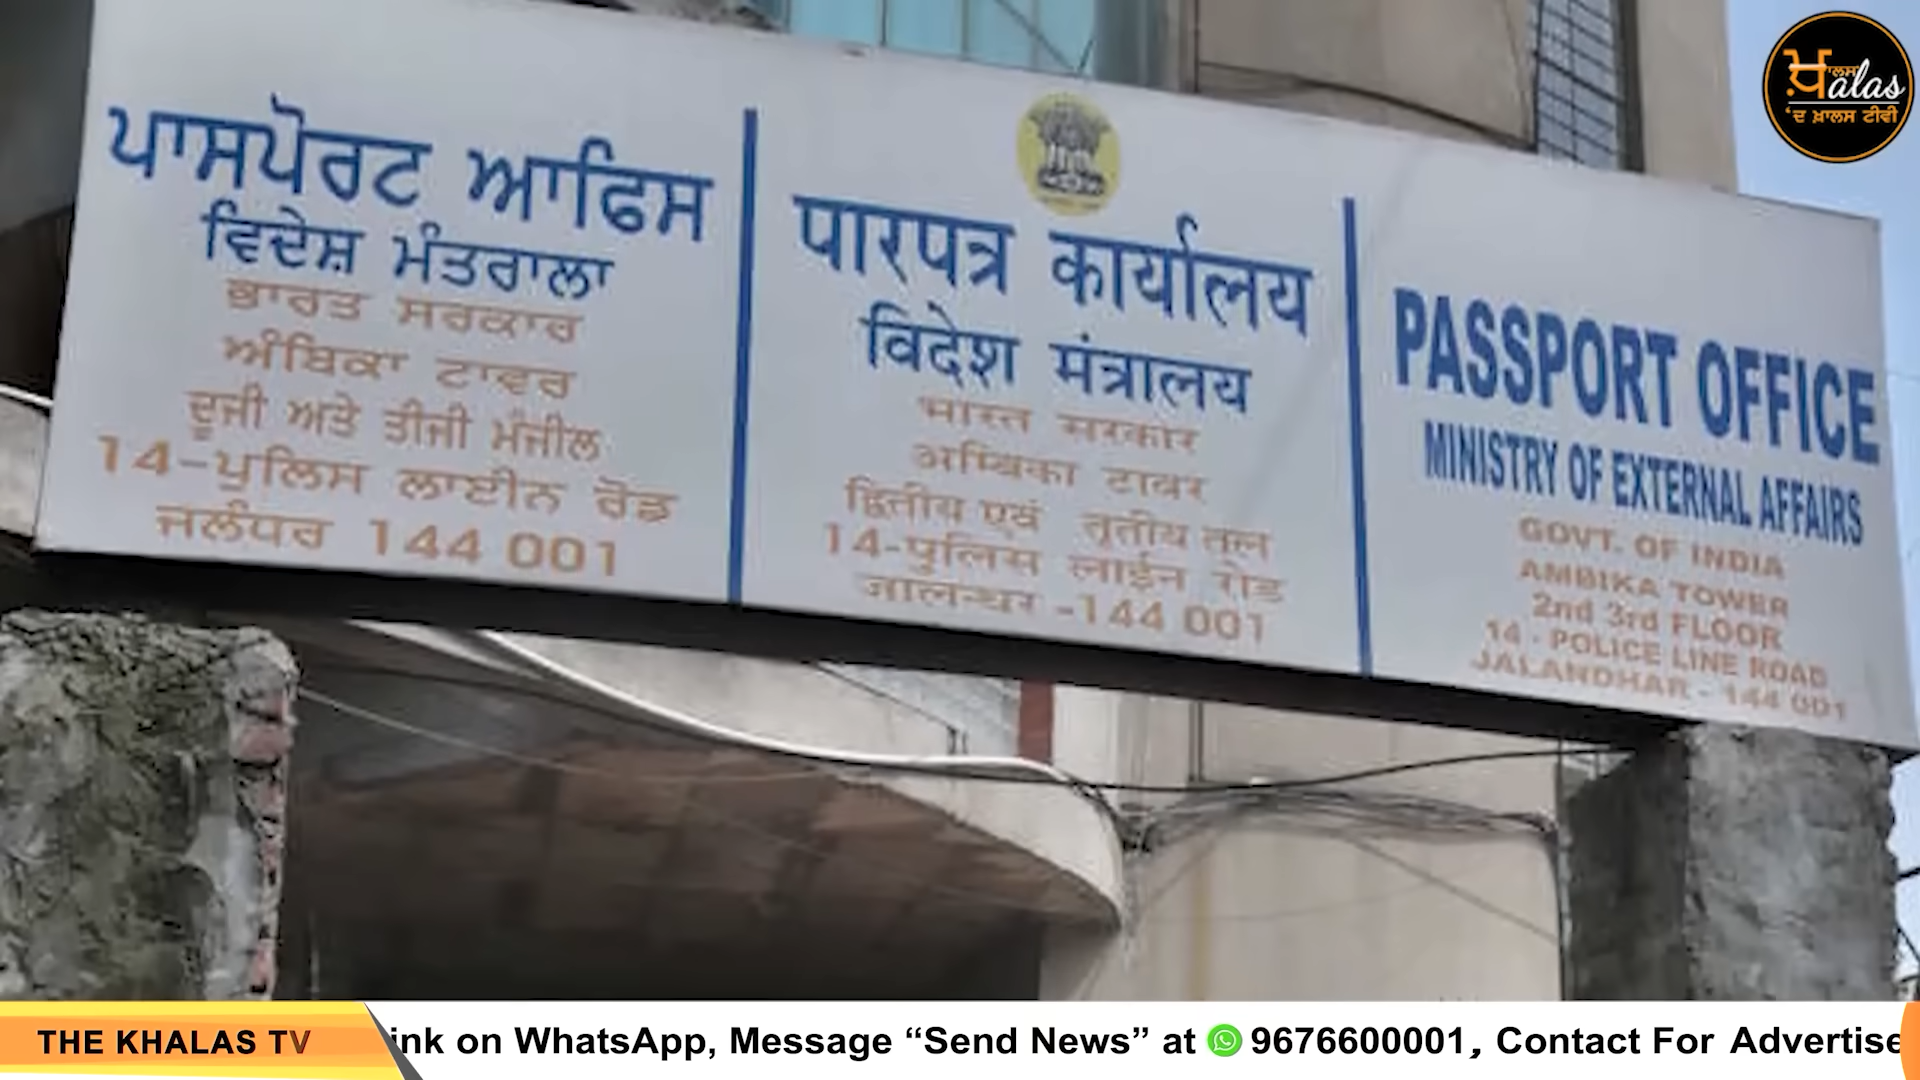 ਪਾਸਪੋਰਟ ਆਫਿਸ
ਵਿਦੇਸ਼ ਮੰਤਰਾਲਾ
ਭਾਰਤ ਸਰਕਾਰ
ਅੰਬਿਕਾ ਟਾਵਰ
ਦੂਜੀ ਅਤੇ ਤੀਜੀ ਮੰਜੀਲ
14-ਪੁਲਿਸ ਲਾਈਨ ਰੋਡ
ਜਲੰਧਰ 144 001
पारपत्र कार्यालय
विदेश मंत्रालय
भारत सरकार
अम्बिका टावर
द्वितीय एवं तृतीय तल
14-पुलिस लाईन रोड
जालन्धर -144 001
PASSPORT OFFICE
MINISTRY OF EXTERNAL AFFAIRS
GOVT. OF INDIA
AMBIKA TOWER
2nd 3rd FLOOR
14 - POLICE LINE ROAD
JALANDHAR - 144 001
ਖ਼ਾਲਸ
Khalas
'ਦ ਖ਼ਾਲਸ ਟੀਵੀ
THE KHALAS TV
ink on WhatsApp, Message “Send News” at 9676600001, Contact For Advertise